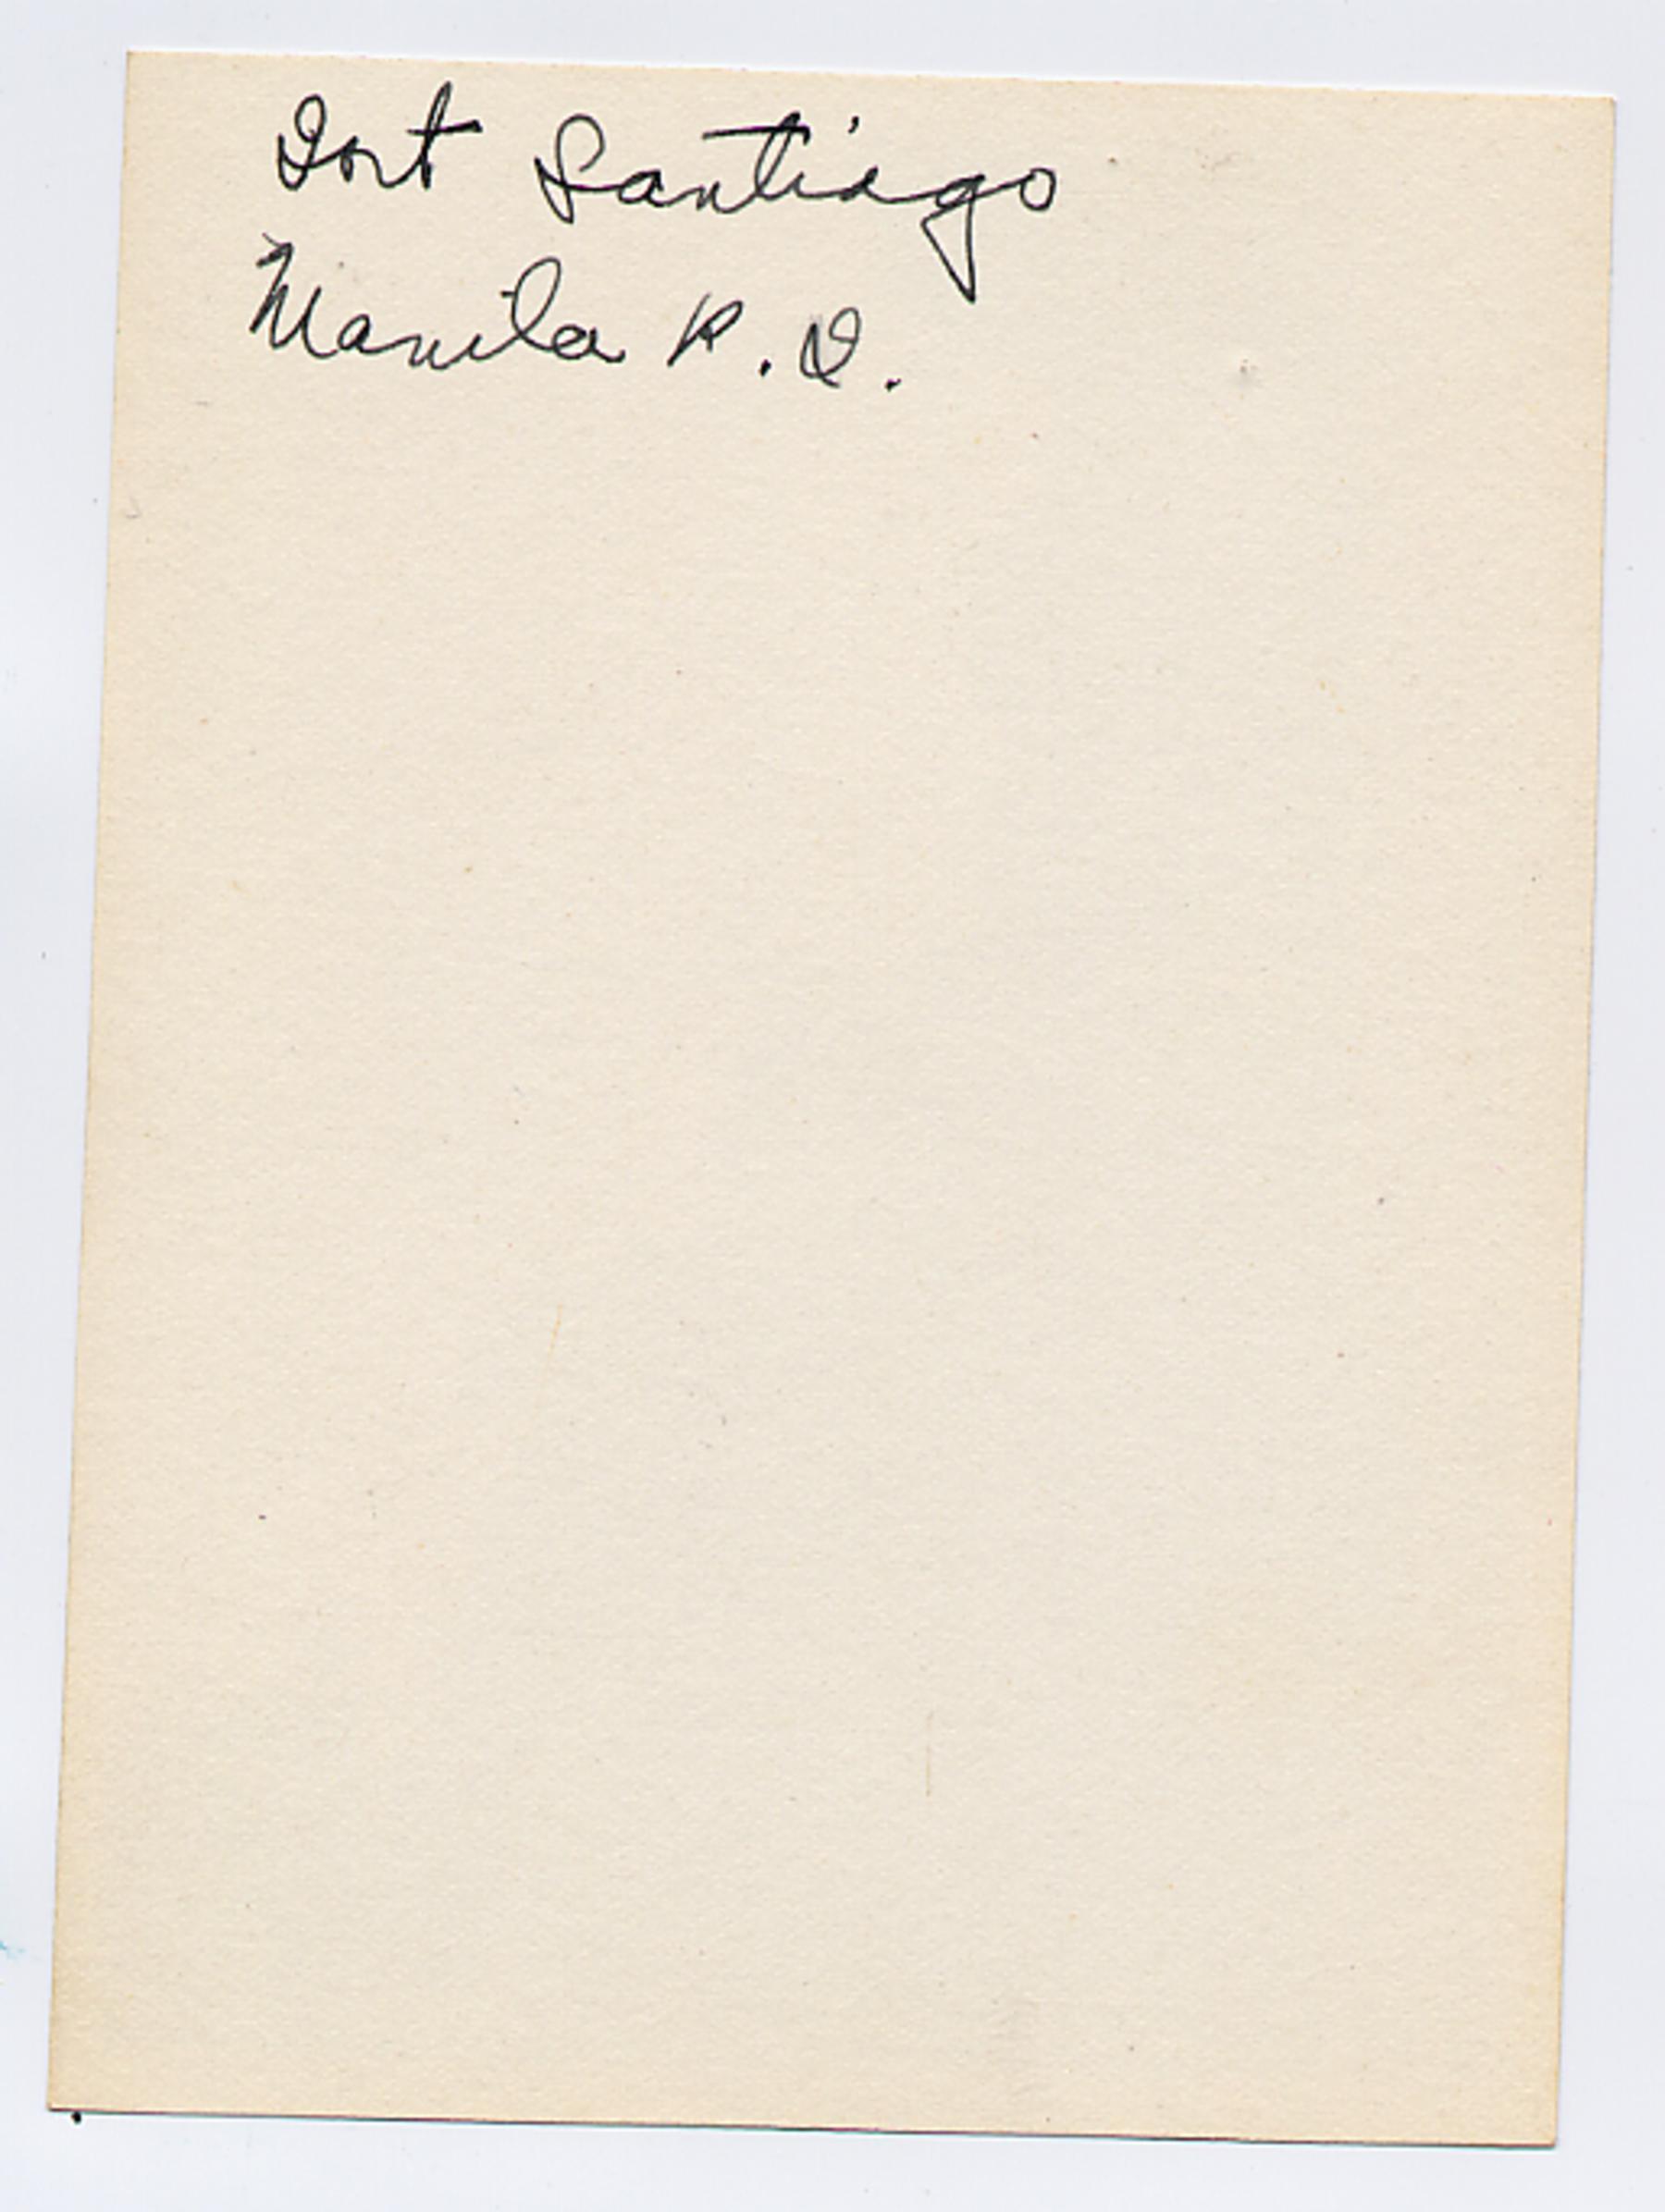 Fort Santiago
Manila P. I.